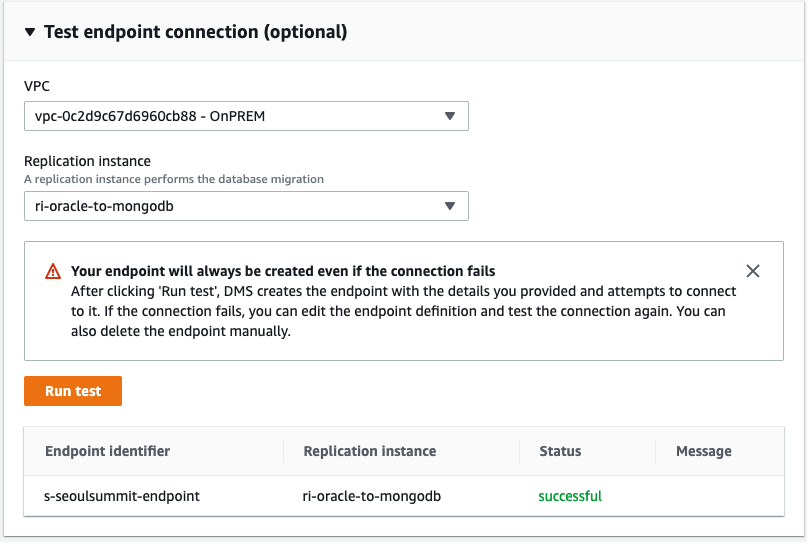 Test endpoint connection (optional)
VPC
vpc-0c2d9c67d6960cb88 - OnPREM
Replication instance
A replication instance performs the database migration
ri-oracle-to-mongodb
Your endpoint will always be created even if the connection fails
After clicking 'Run test', DMS creates the endpoint with the details you provided and attempts to connect
to it. If the connection fails, you can edit the endpoint definition and test the connection again. You can
also delete the endpoint manually.
Run test
Endpoint identifier Replication instance Status Message
s-seoulsummit-endpoint ri-oracle-to-mongodb successful